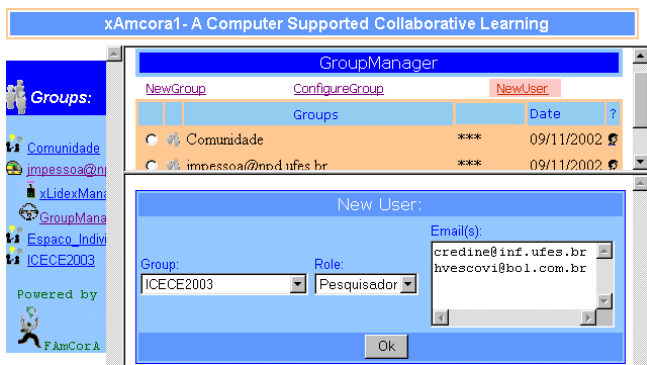 xAmcora1- A Computer Supported Collaborative Learning
Groups:
Comunidade
jmpessoa@n
xLidexMana
GroupMana
Espaco_Indivi
ICECE2003
Powered by
FAmCorA
GroupManager
NewGroup ConfigureGroup NewUser
Groups Date ?
Comunidade *** 09/11/2002
jmpessoa@npd.ufes.br *** 09/11/2002
New User:
Group: Role: Email(s):
ICECE2003 Pesquisador
credine@inf.ufes.br
hvescovi@bol.com.br
Ok